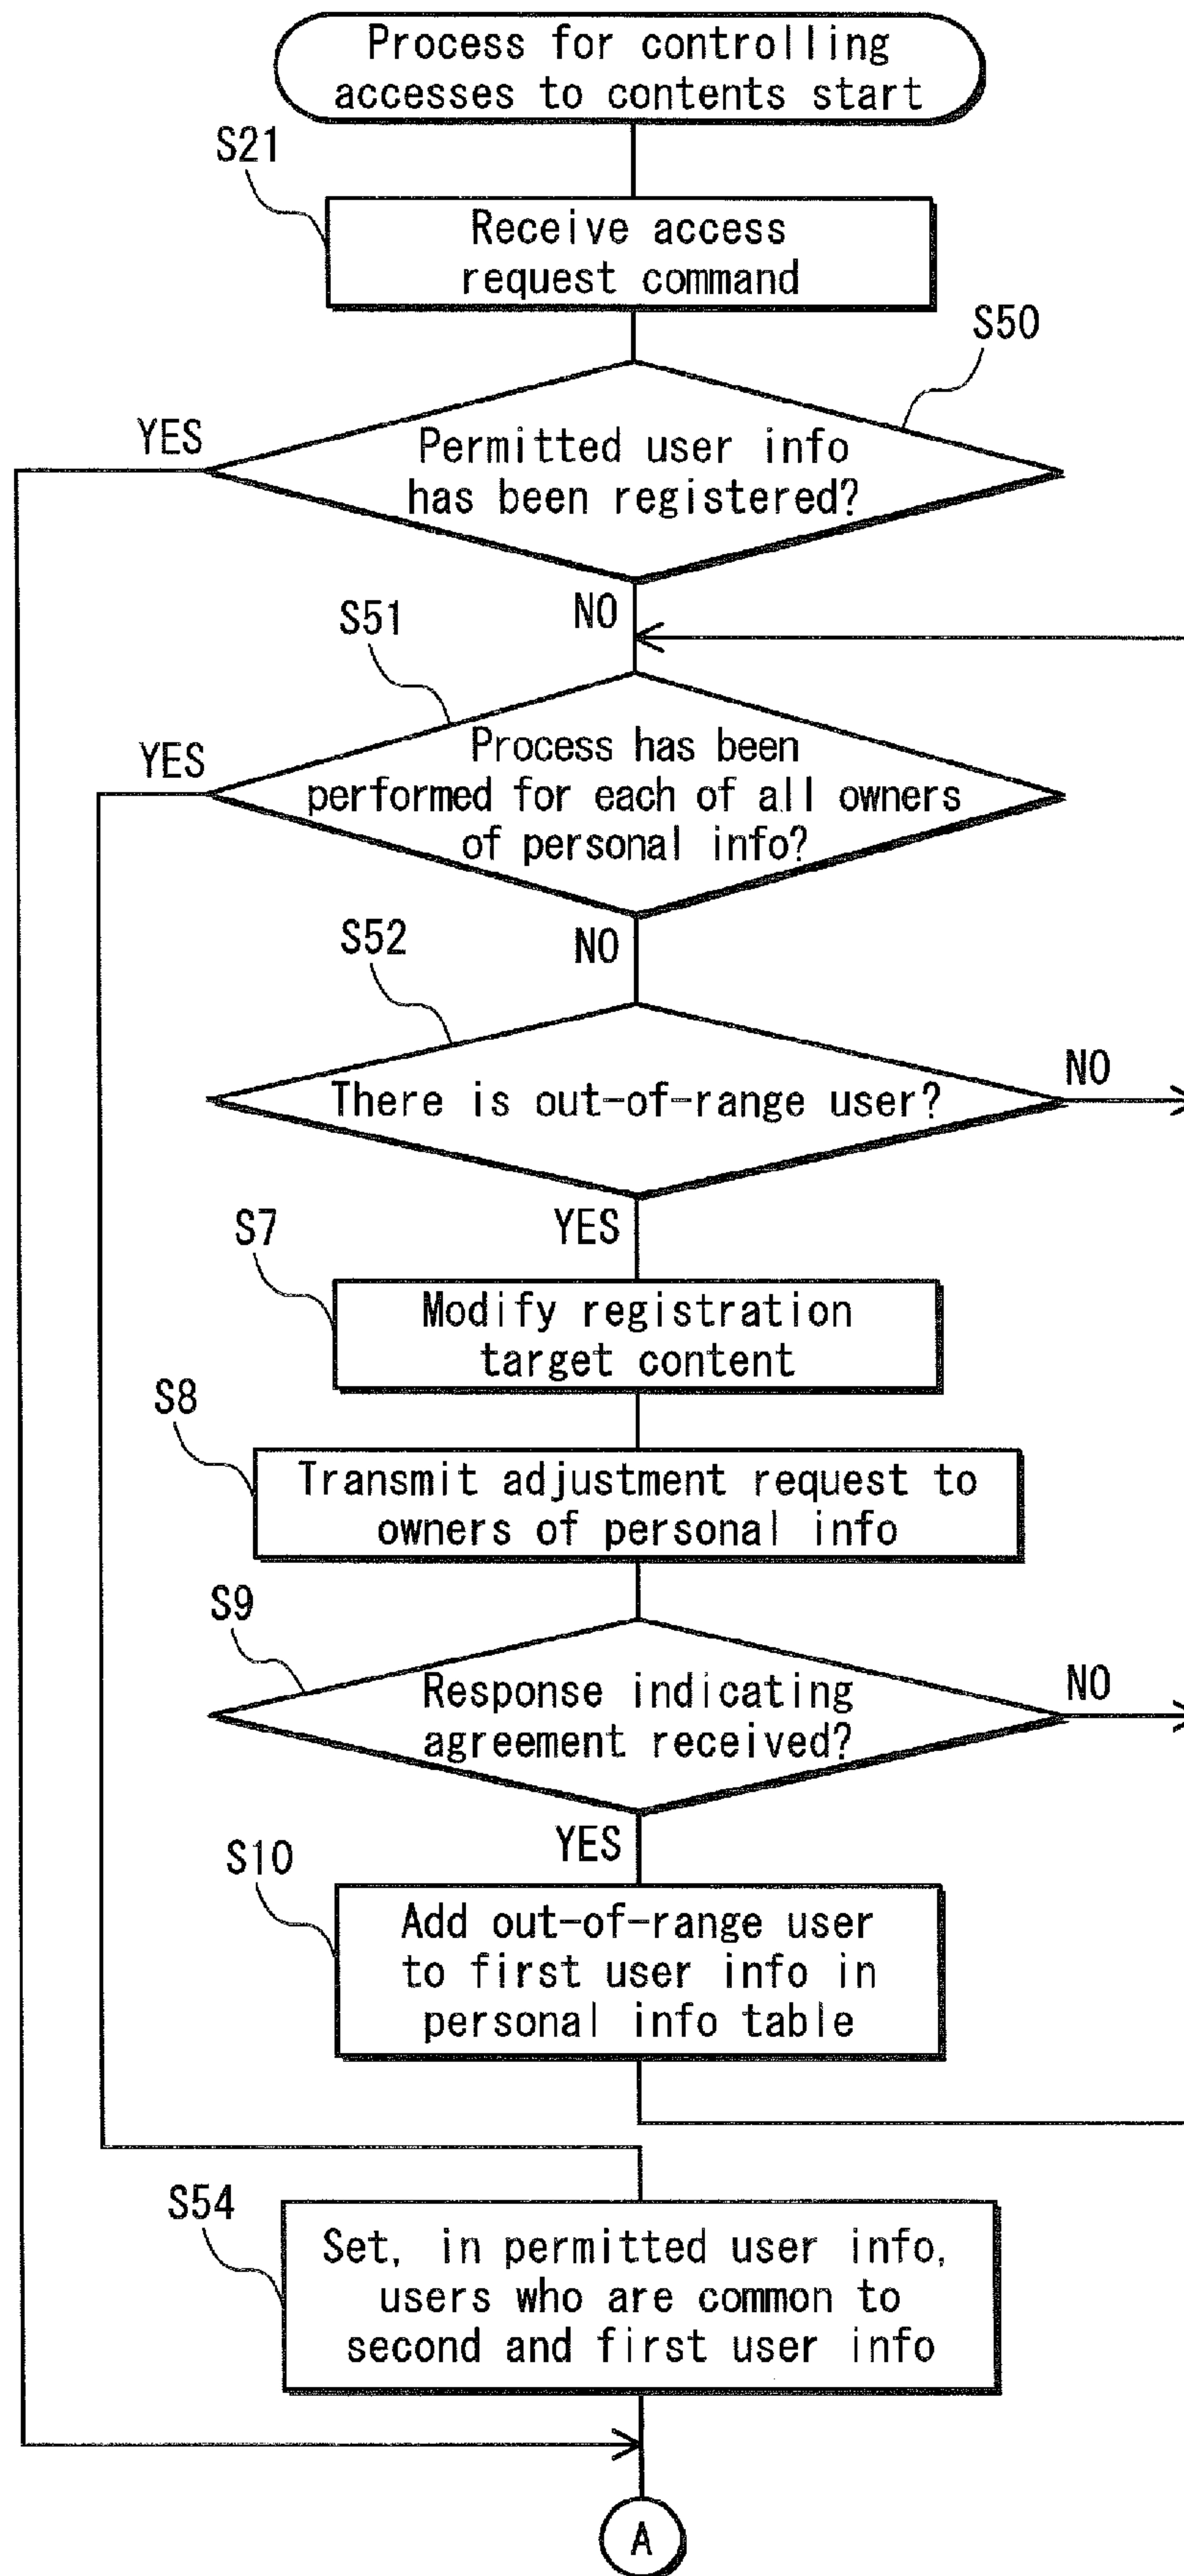 Process for controlling
accesses to contents start
S21
Receive access
request command
S50
YES
Permitted user info
has been registered?
NO
S51
YES
Process has been
performed for each of all owners
of personal info?
NO
S52
There is out-of-range user?
NO
YES
S7
Modify registration
target content
S8
Transmit adjustment request to
owners of personal info
S9
Response indicating
agreement received?
NO
YES
S10
Add out-of-range user
to first user info in
personal info table
S54
Set, in permitted user info,
users who are common to
second and first user info
A